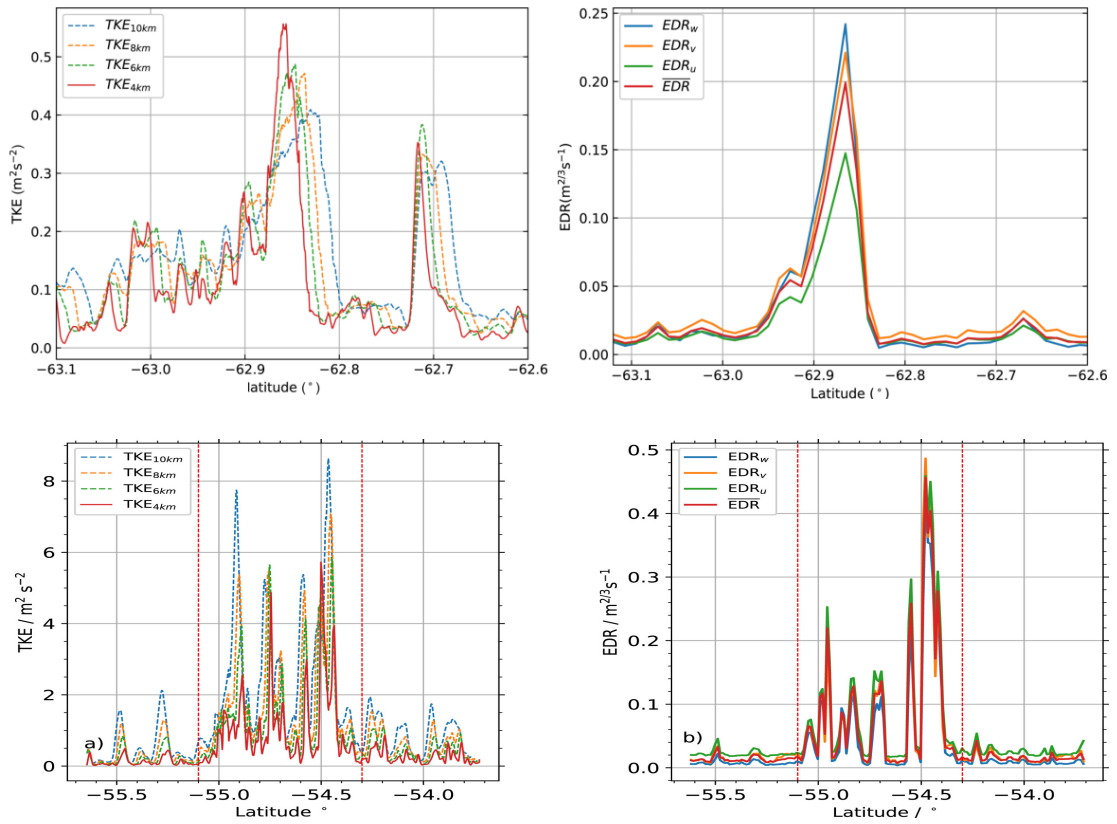 TKE10km
TKE8km
TKE6km
TKE4km
TKE (m²s⁻²)
0.5
0.4
0.3
0.2
0.1
0.0
−63.1 −63.0 −62.9 −62.8 −62.7 −62.6
latitude (°)
EDRw
EDRv
EDRu
EDR
EDR(m²/³s⁻¹)
0.25
0.20
0.15
0.10
0.05
0.00
−63.1 −63.0 −62.9 −62.8 −62.7 −62.6
Latitude (°)
TKE10km
TKE8km
TKE6km
TKE4km
TKE / m² s⁻²
8
6
4
2
0
a)
−55.5 −55.0 −54.5 −54.0
Latitude °
EDRw
EDRv
EDRu
EDR
EDR / m²/³s⁻¹
0.5
0.4
0.3
0.2
0.1
0.0
b)
−55.5 −55.0 −54.5 −54.0
Latitude / °